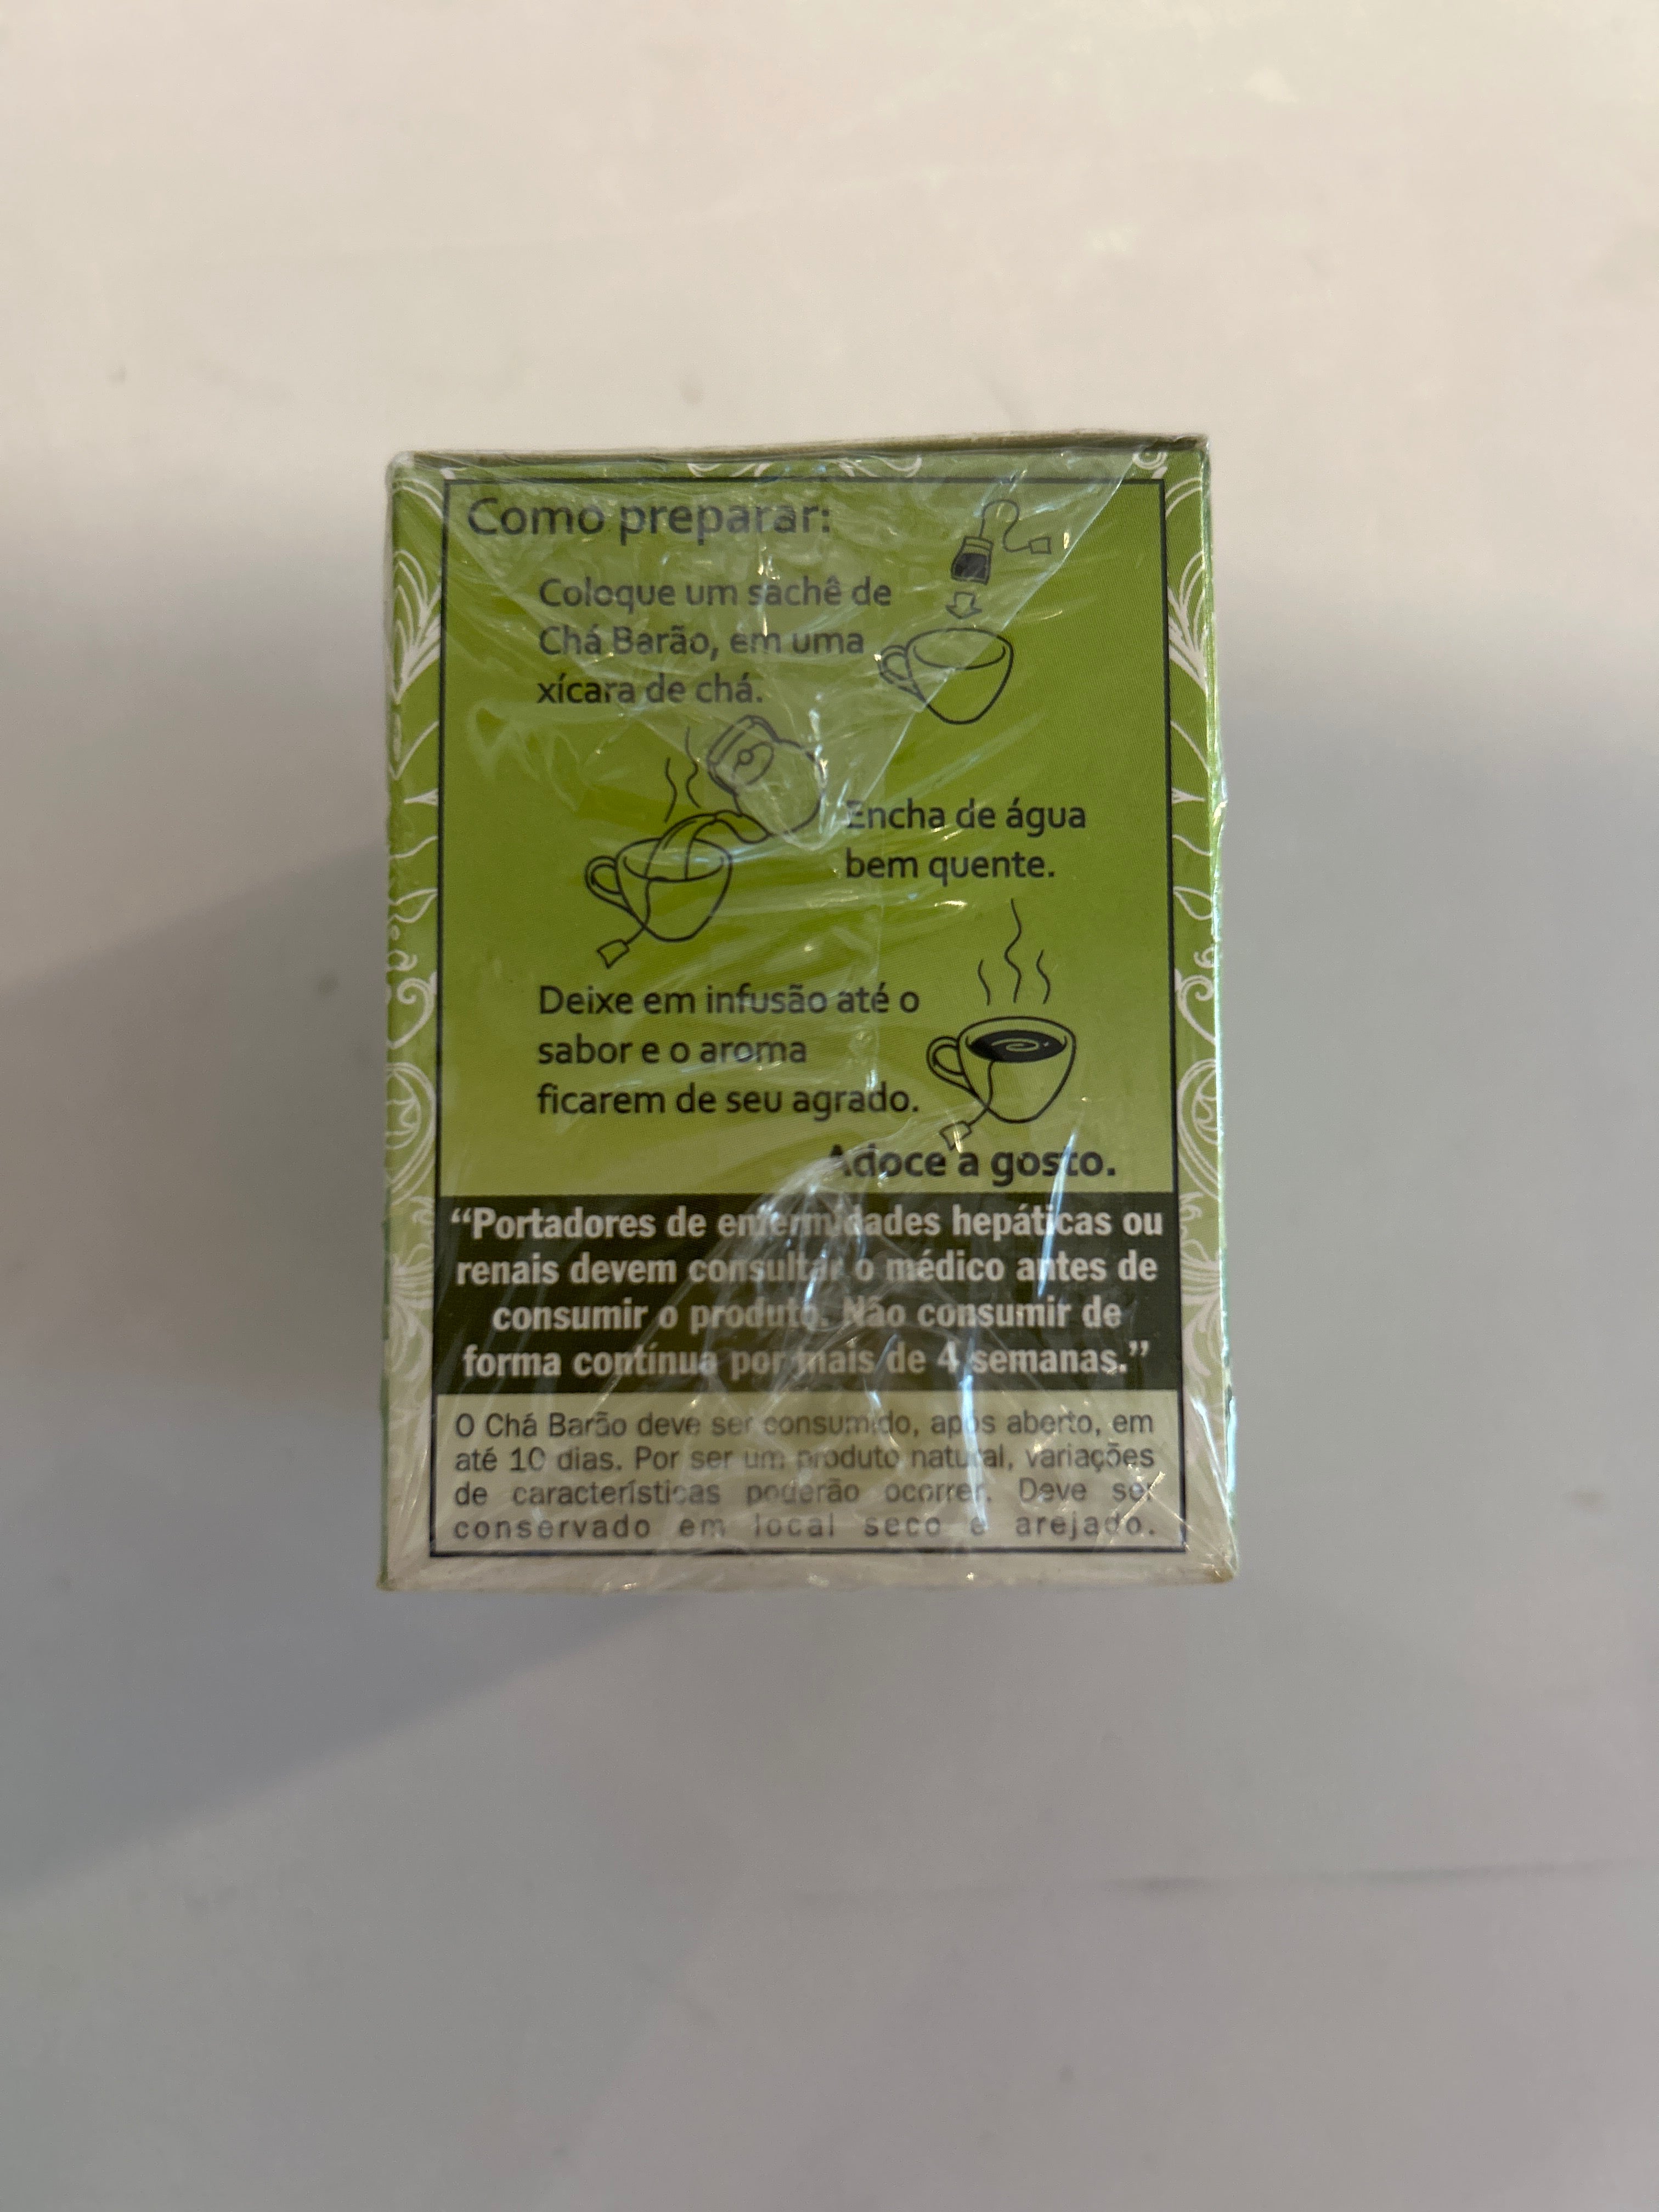 Como preparar:
Coloque um sachê de
Chá Barão, em uma
xícara de chá.
Encha de água
bem quente.
Deixe em infusão até o
sabor e o aroma
ficarem de seu agrado.
Adoce a gosto.
“Portadores de enfermidades hepáticas ou
renais devem consultar o médico antes de
consumir o produto. Não consumir de
forma contínua por mais de 4 semanas.”
O Chá Barão deve ser consumido, após aberto, em
até 10 dias. Por ser um produto natural, variações
de características poderão ocorrer. Deve ser
conservado em local seco e arejado.